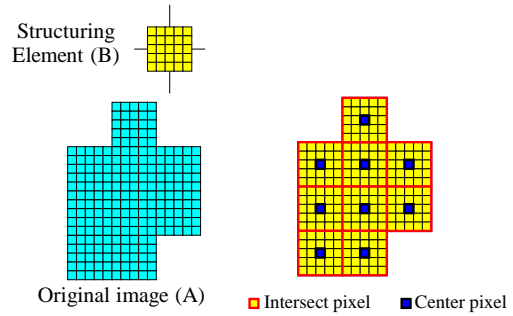 Structuring
Element (B)
Original image (A)
Intersect pixel
Center pixel